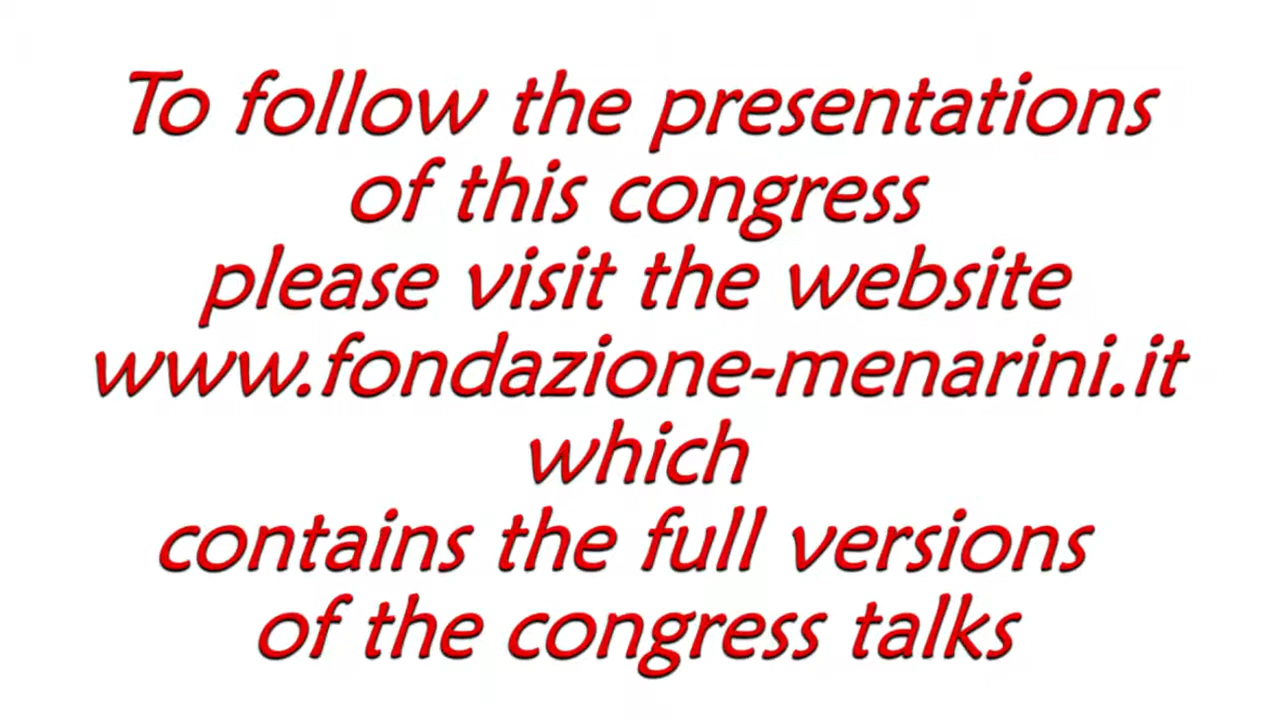 To follow the presentations
of this congress
please visit the website
www.fondazione-menarini.it
which
contains the full versions
of the congress talks